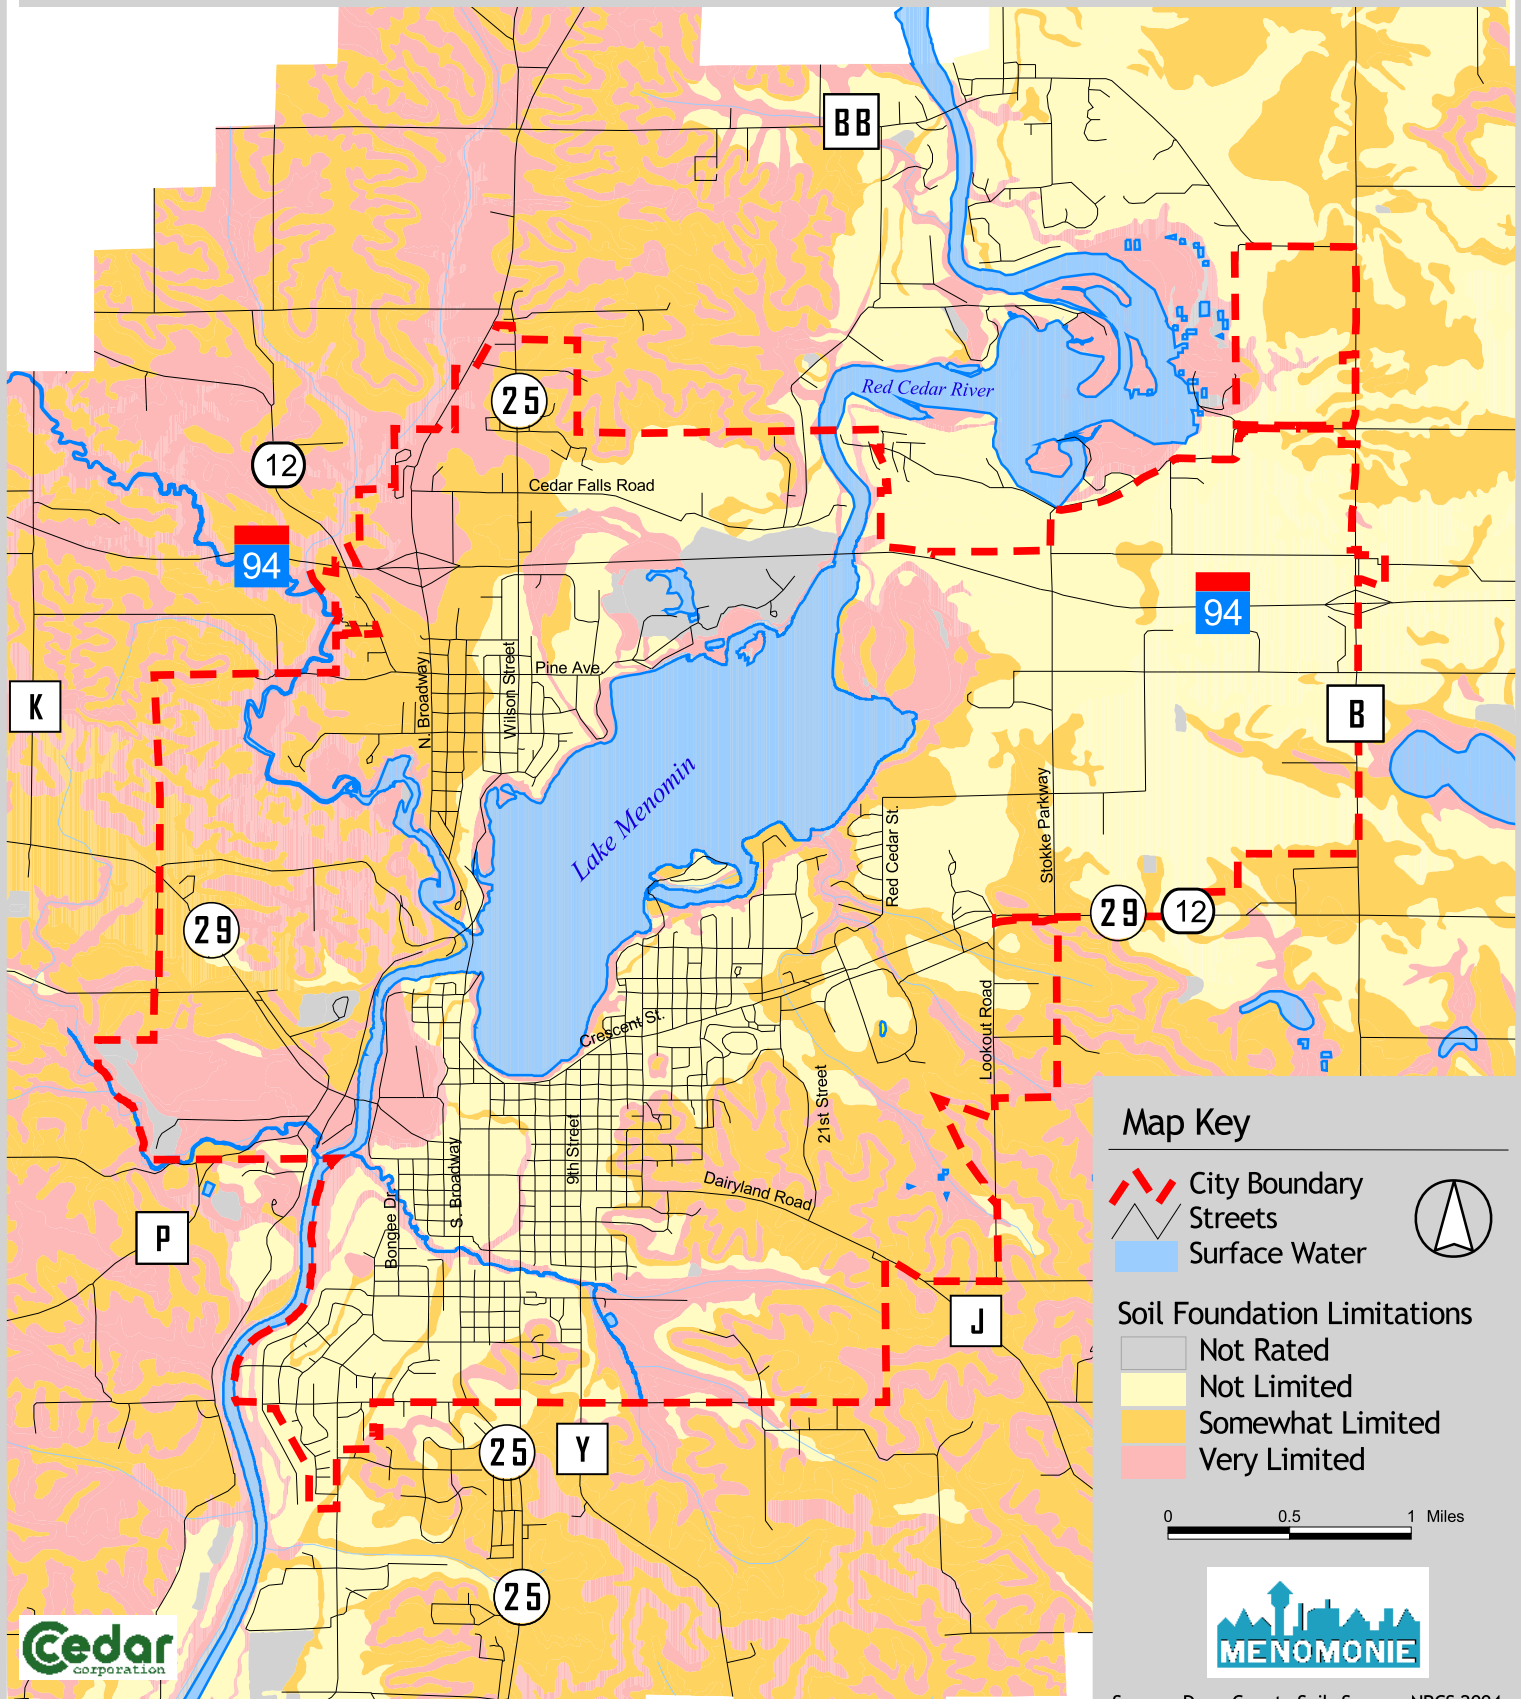 BB
Red Cedar River
25
12
Cedar Falls Road
94
94
Pine Ave.
N. Broadway
Wilson Street
K
B
Lake Menomin
Red Cedar St.
Stokke Parkway
29
29
12
Lookout Road
Crescent St.
21st Street
9th Street
S. Broadway
Bongee Dr.
Dairyland Road
P
J
25
Y
25
Map Key
City Boundary
Streets
Surface Water
Soil Foundation Limitations
Not Rated
Not Limited
Somewhat Limited
Very Limited
0 0.5 1 Miles
Cedar
corporation
MENOMONIE